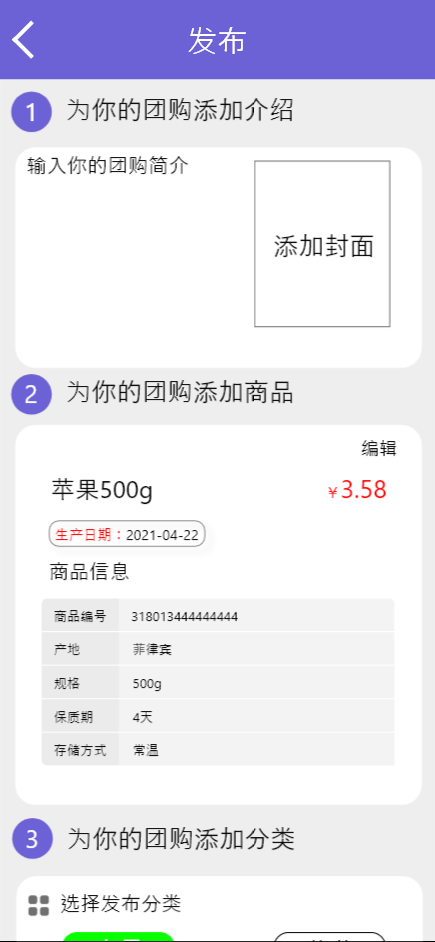 发布
1 为你的团购添加介绍
输入你的团购简介
添加封面
2 为你的团购添加商品
编辑
苹果500g ¥3.58
生产日期：2021-04-22
商品信息
商品编号 318013444444444
产地 菲律宾
规格 500g
保质期 4天
存储方式 常温
3 为你的团购添加分类
选择发布分类